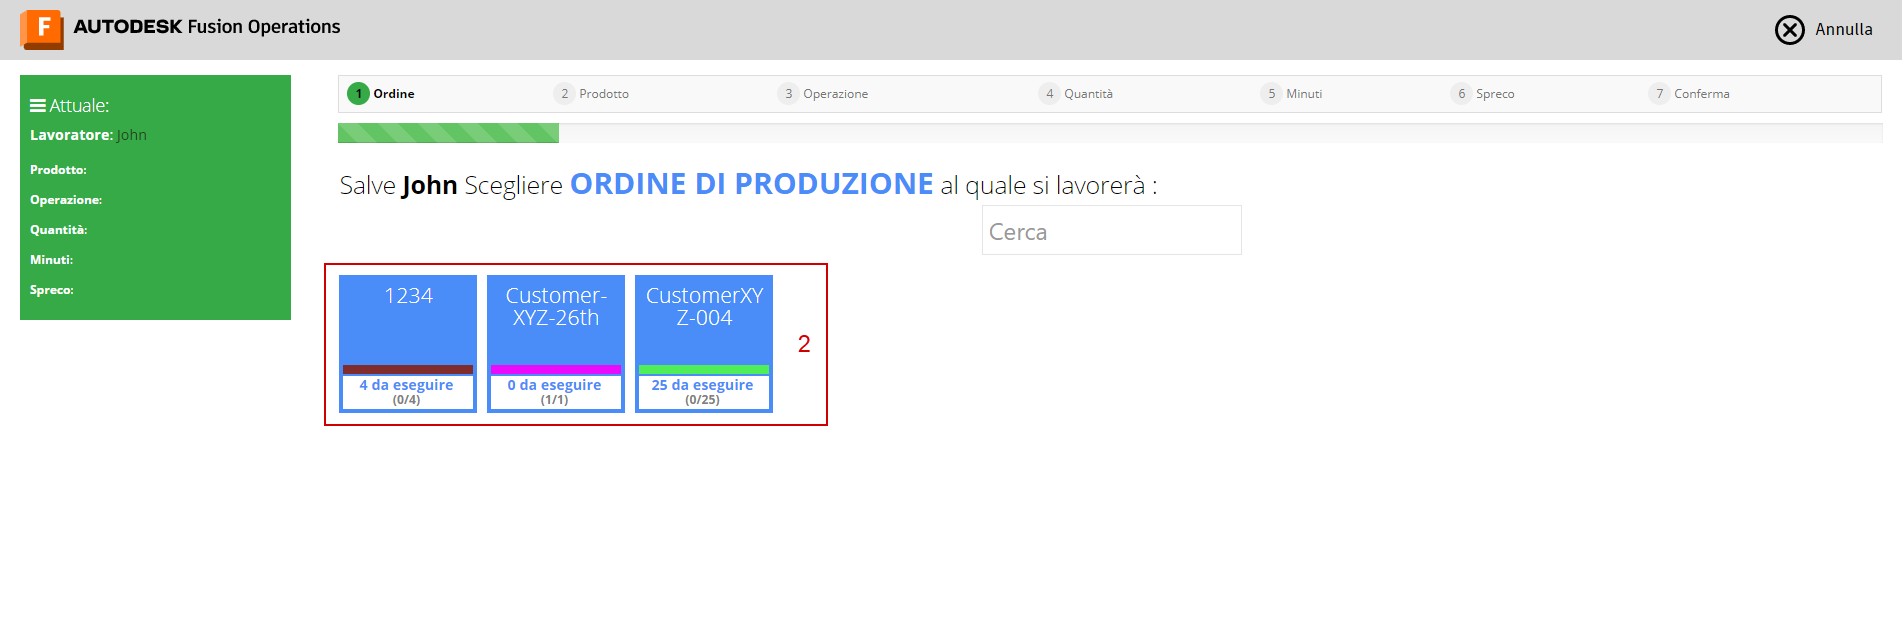 F AUTODESK Fusion Operations
Annulla
Attuale:
Lavoratore: John
Prodotto:
Operazione:
Quantità:
Minuti:
Spreco:
1 Ordine 2 Prodotto 3 Operazione 4 Quantità 5 Minuti 6 Spreco 7 Conferma
Salve John Scegliere ORDINE DI PRODUZIONE al quale si lavorerà :
Cerca
1234
4 da eseguire
(0/4)
Customer-
XYZ-26th
0 da eseguire
(1/1)
CustomerXY
Z-004
25 da eseguire
(0/25)
2